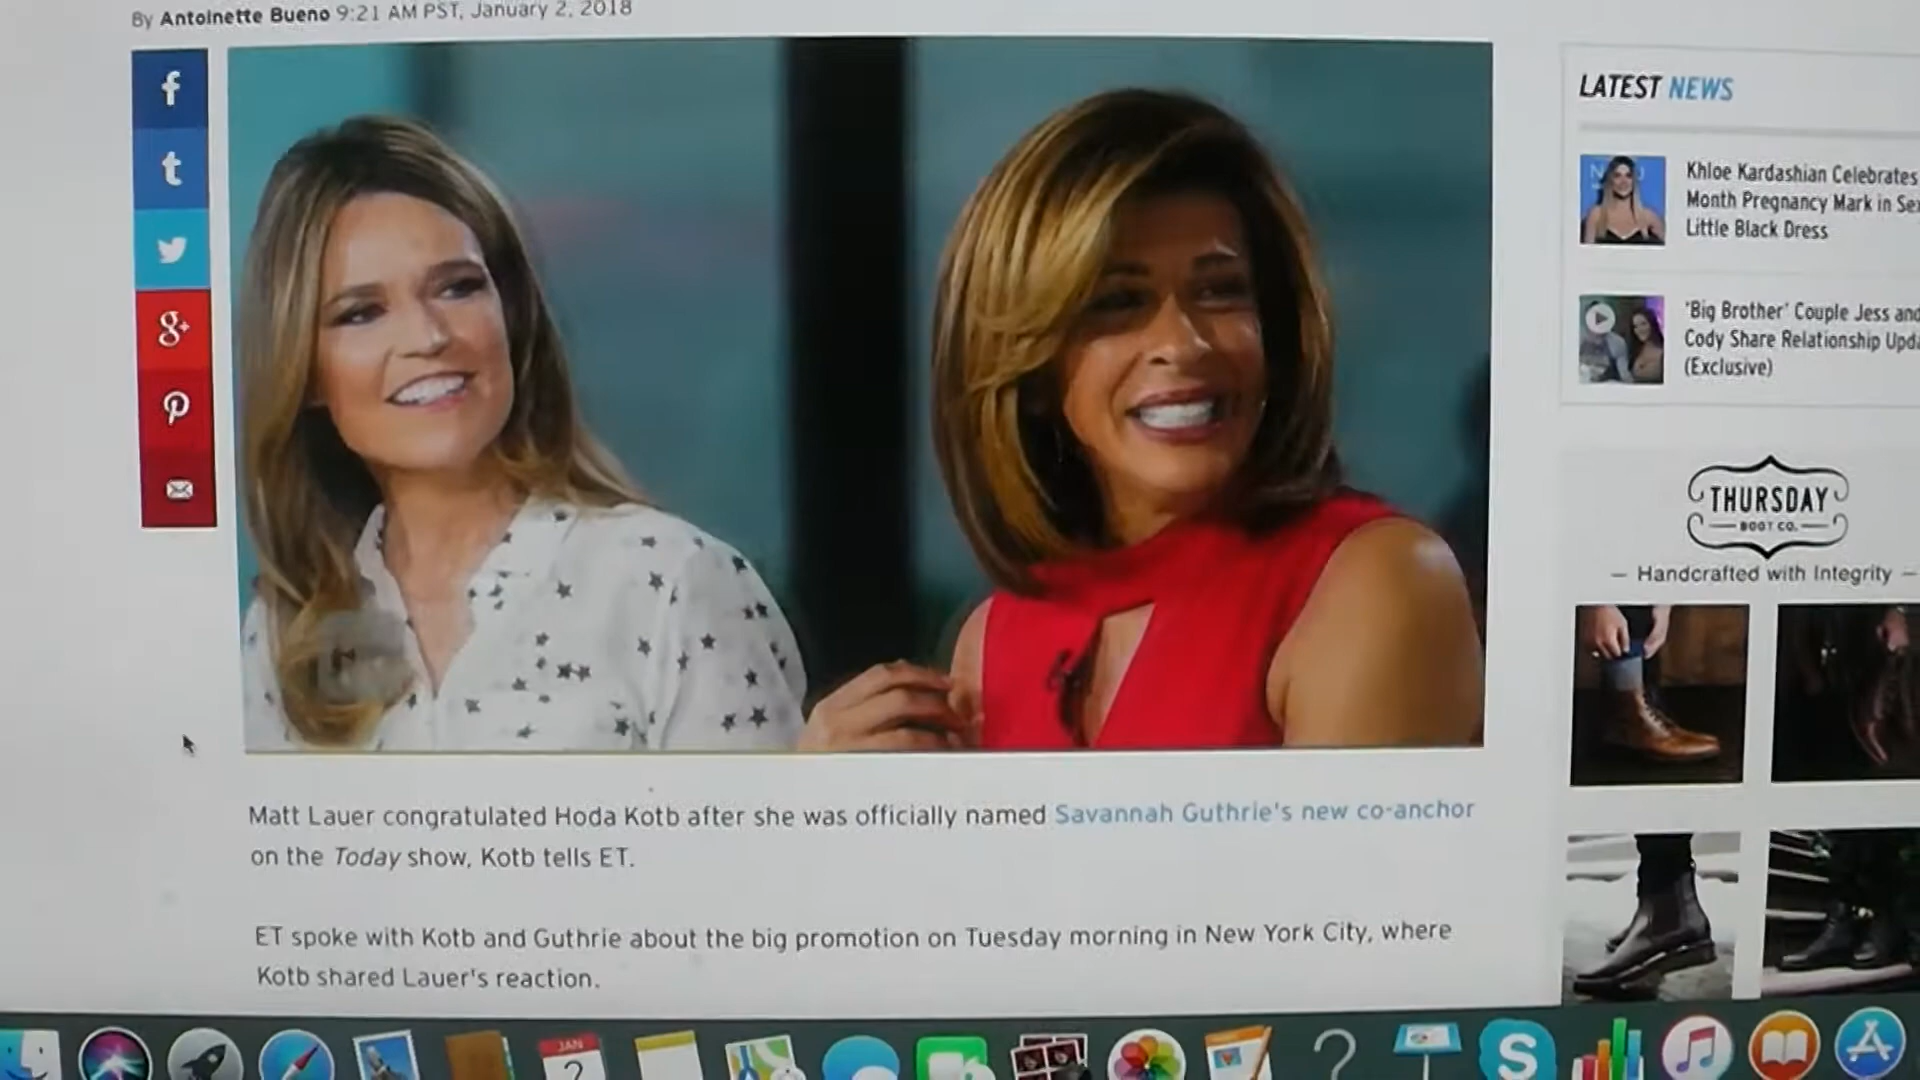 By Antoinette Bueno 9:21 AM PST, January 2, 2018
f
t
g+
LATEST NEWS
Khloe Kardashian Celebrates
Month Pregnancy Mark in
Little Black Dress
'Big Brother' Couple Jess and
Cody Share Relationship
(Exclusive)
THURSDAY
BOOT CO.
— Handcrafted with Integrity —
Matt Lauer congratulated Hoda Kotb after she was officially named Savannah Guthrie's new co-anchor
on the Today show, Kotb tells ET.
ET spoke with Kotb and Guthrie about the big promotion on Tuesday morning in New York City, where
Kotb shared Lauer's reaction.
JAN
2
?
S